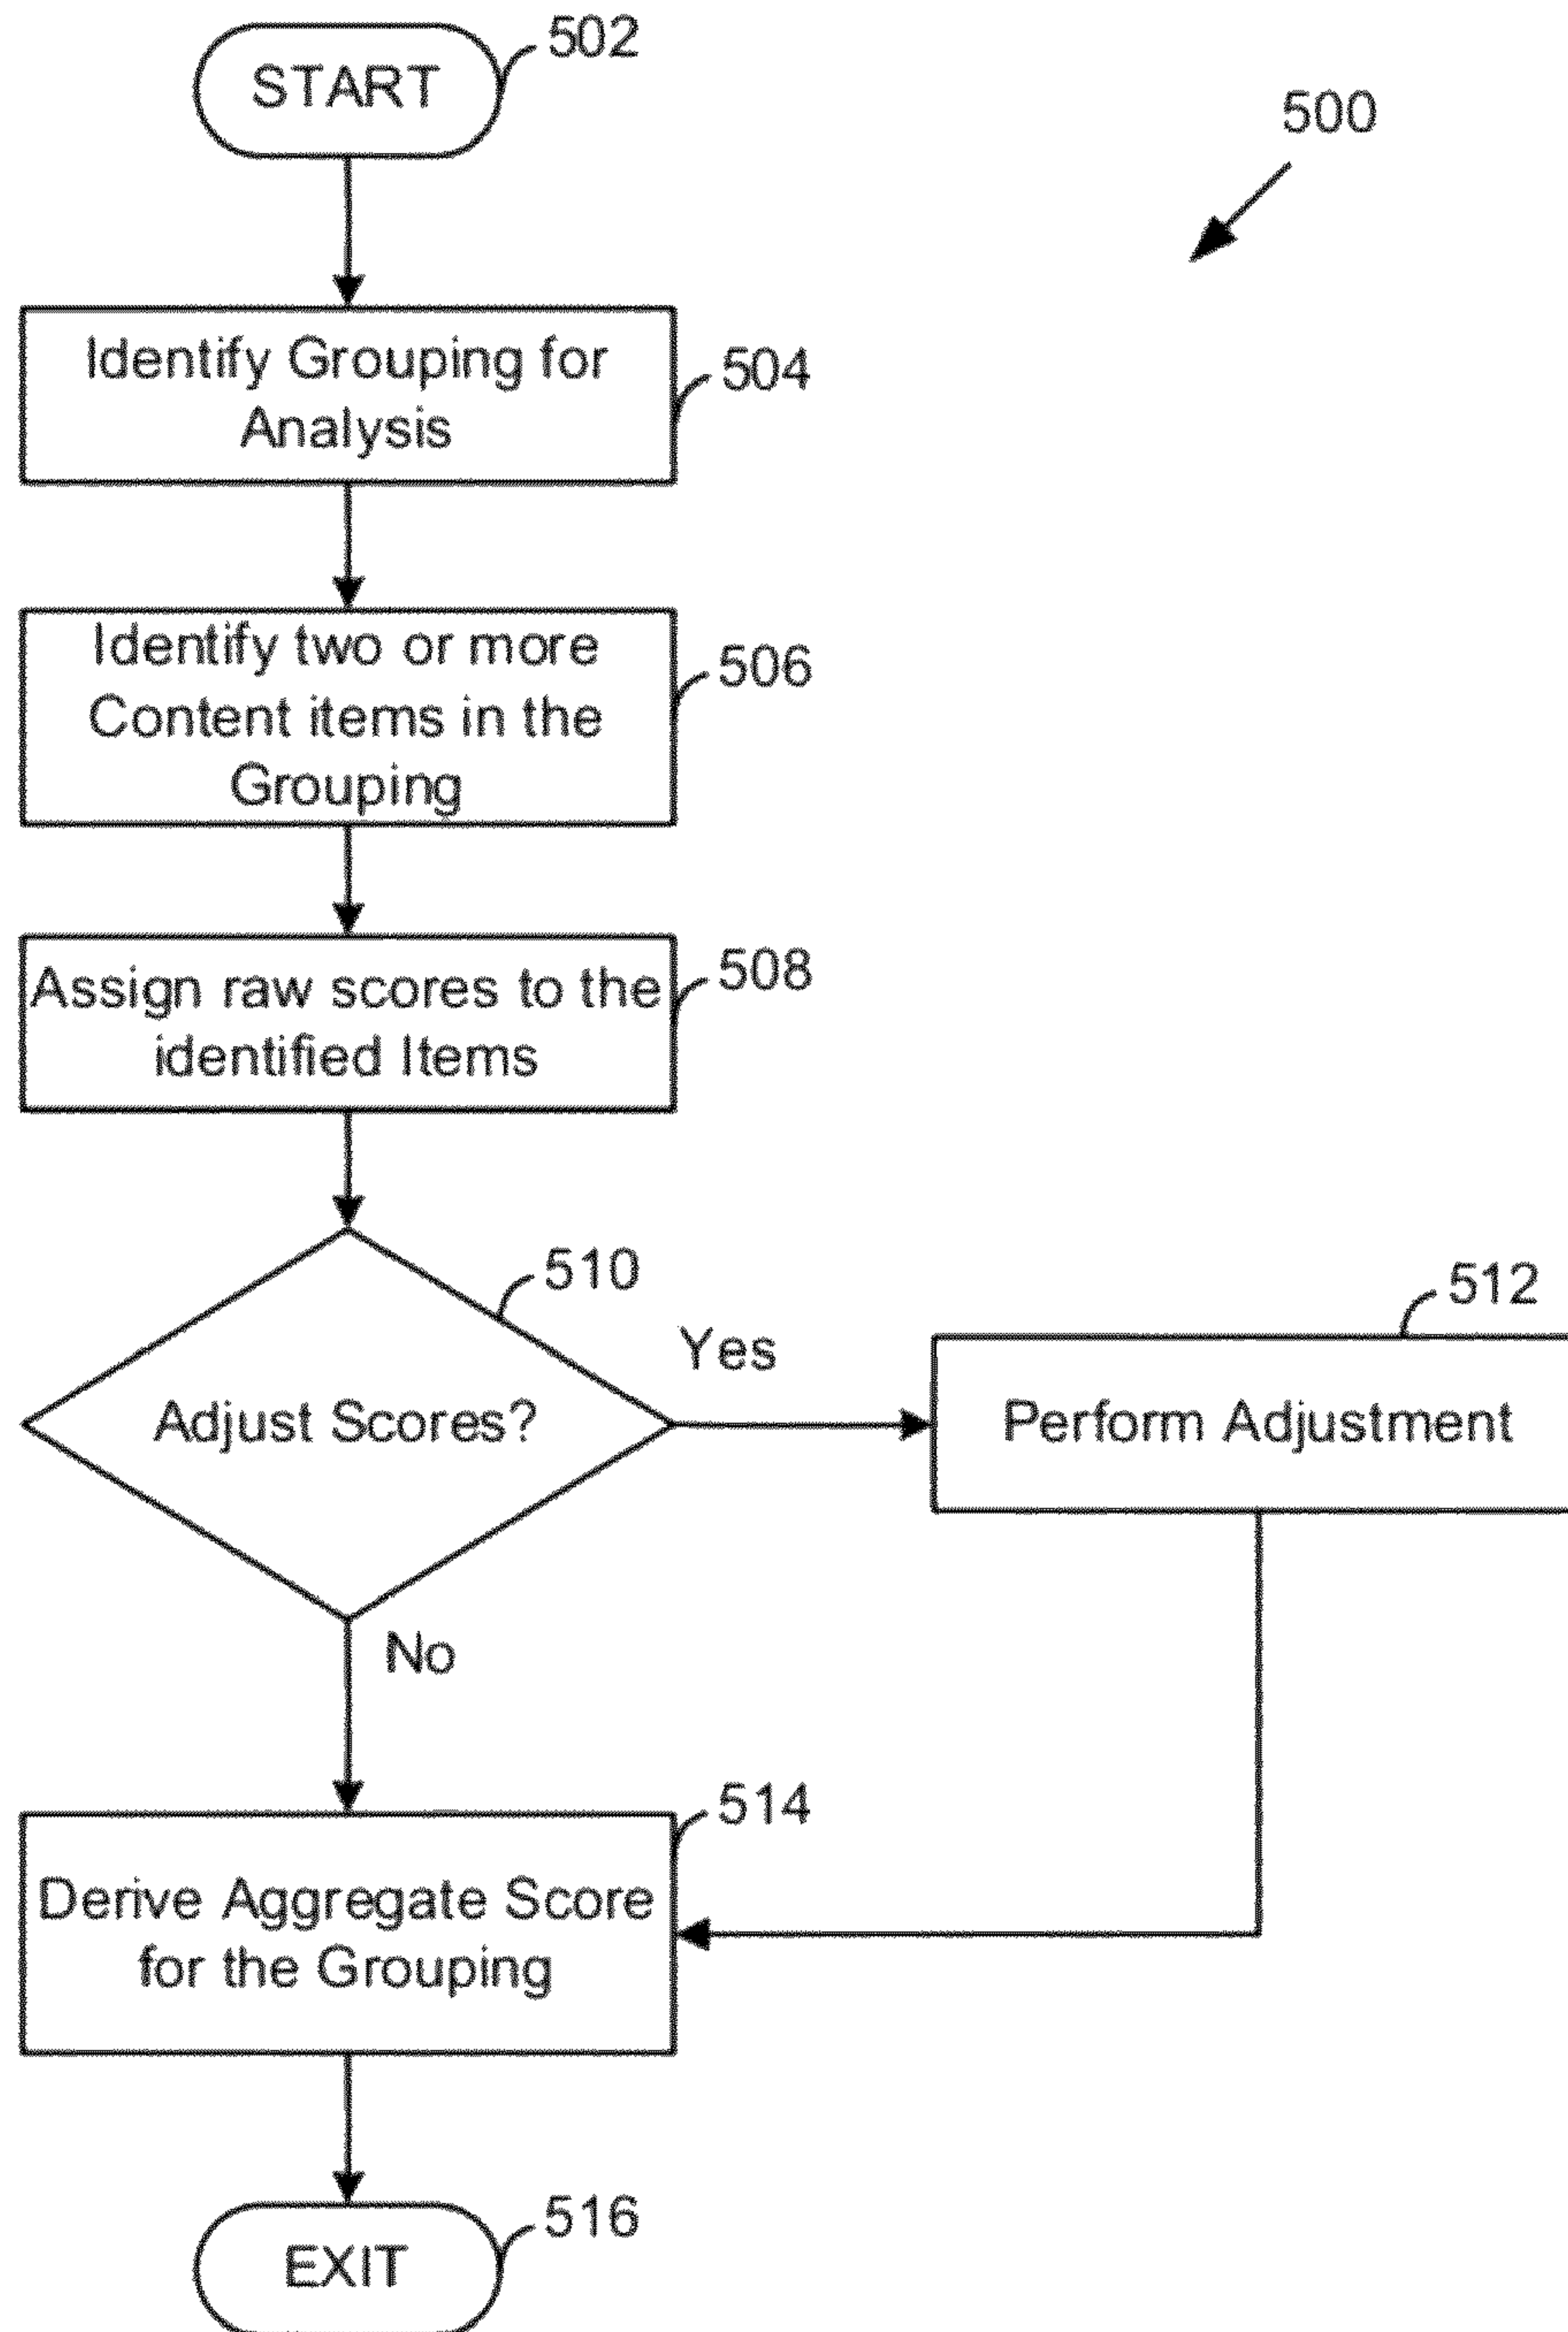 START
502
500
Identify Grouping for
Analysis
504
Identify two or more
Content items in the
Grouping
506
Assign raw scores to the
identified Items
508
510
Adjust Scores?
Yes
512
Perform Adjustment
No
514
Derive Aggregate Score
for the Grouping
EXIT
516